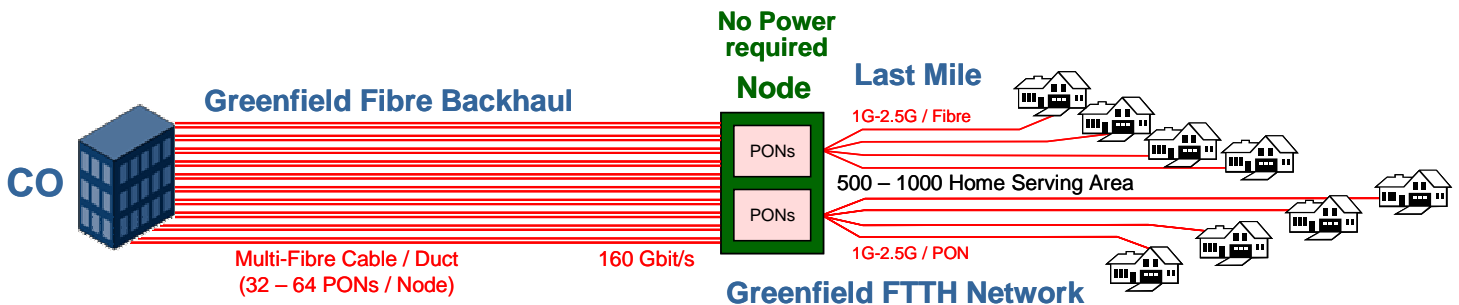 No Power
required
Node
Last Mile
Greenfield Fibre Backhaul
1G-2.5G / Fibre
PONs
CO
500 – 1000 Home Serving Area
PONs
Multi-Fibre Cable / Duct
(32 – 64 PONs / Node)
160 Gbit/s
1G-2.5G / PON
Greenfield FTTH Network